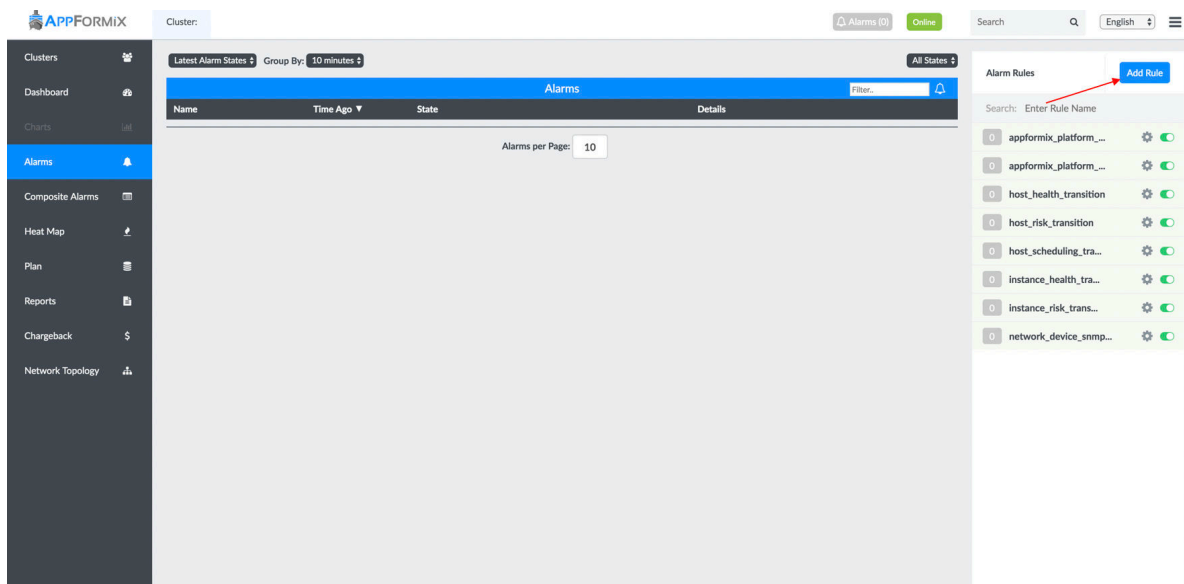 APPFORMIX
Cluster:
Alarms (0)
Online
Search
English
Clusters
Dashboard
Charts
Alarms
Composite Alarms
Heat Map
Plan
Reports
Chargeback
$
Network Topology
Latest Alarm States
Group By:
10 minutes
All States
Alarms
Filter..
Name
Time Ago ▼
State
Details
Alarms per Page:
10
Alarm Rules
Add Rule
Search: Enter Rule Name
0 appformix_platform_...
0 appformix_platform_...
0 host_health_transition
0 host_risk_transition
0 host_scheduling_tra...
0 instance_health_tra...
0 instance_risk_trans...
0 network_device_snmp...